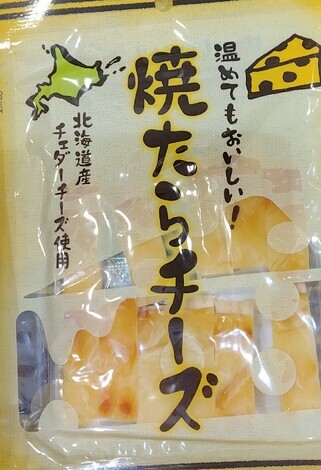 温めてもおいしい!
焼たらチーズ
北海道産
チェダーチーズ使用